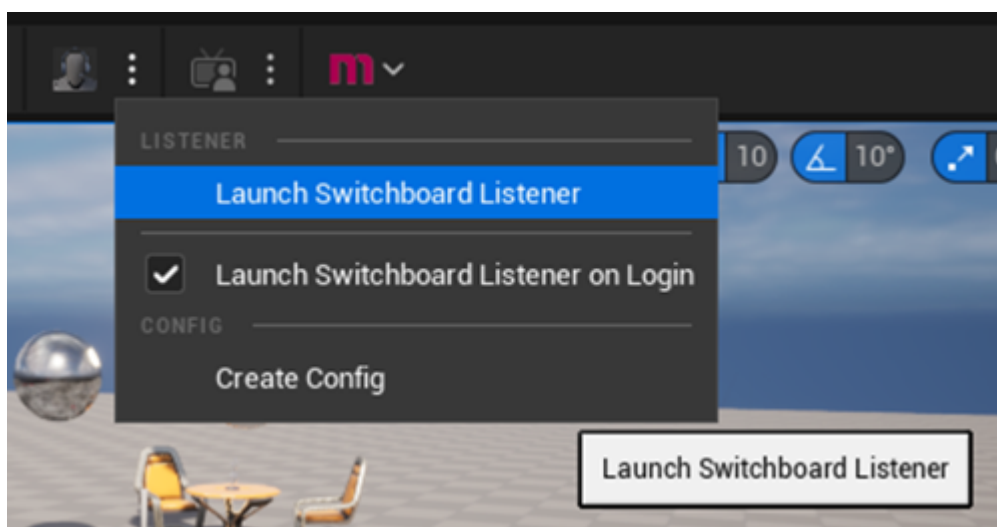 m
LISTENER
10
10°
Launch Switchboard Listener
Launch Switchboard Listener on Login
CONFIG
Create Config
Launch Switchboard Listener